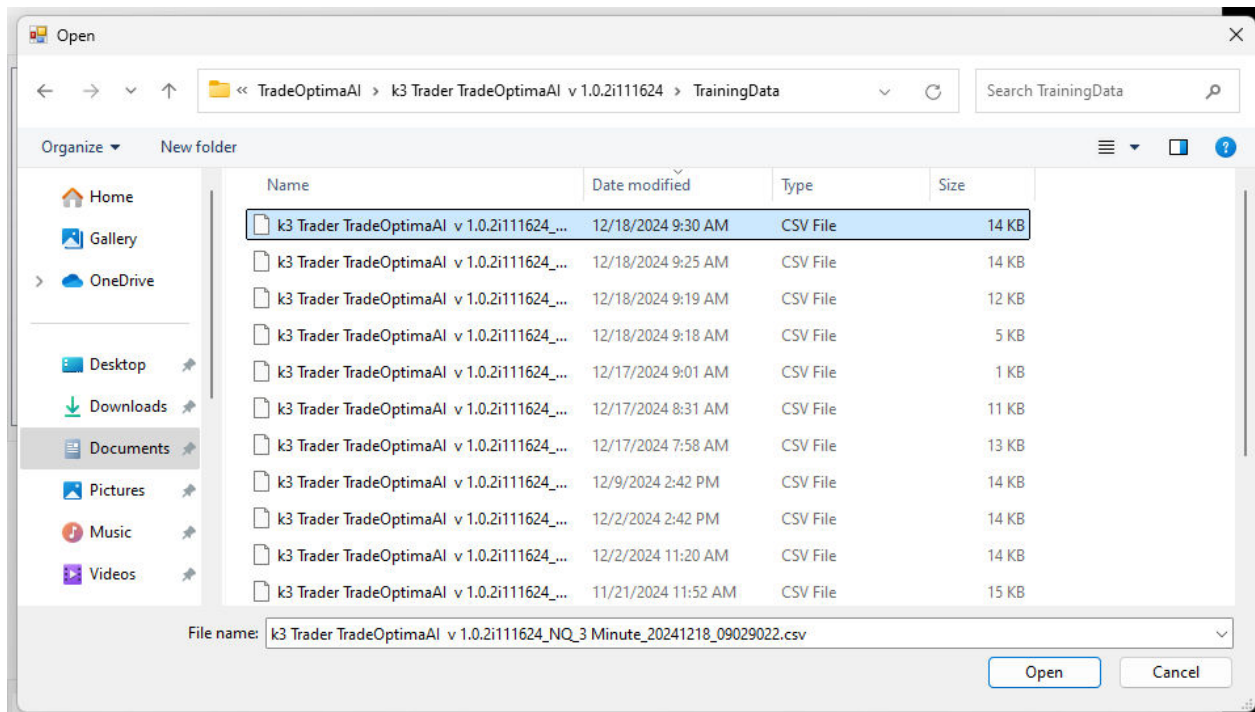 Open
« TradeOptimaAI > k3 Trader TradeOptimaAI v 1.0.2i111624 > TrainingData
Search TrainingData
Organize
New folder
Name Date modified Type Size
Home
Gallery
OneDrive
Desktop
Downloads
Documents
Pictures
Music
Videos
k3 Trader TradeOptimaAI v 1.0.2i111624_... 12/18/2024 9:30 AM CSV File 14 KB
k3 Trader TradeOptimaAI v 1.0.2i111624_... 12/18/2024 9:25 AM CSV File 14 KB
k3 Trader TradeOptimaAI v 1.0.2i111624_... 12/18/2024 9:19 AM CSV File 12 KB
k3 Trader TradeOptimaAI v 1.0.2i111624_... 12/18/2024 9:18 AM CSV File 5 KB
k3 Trader TradeOptimaAI v 1.0.2i111624_... 12/17/2024 9:01 AM CSV File 1 KB
k3 Trader TradeOptimaAI v 1.0.2i111624_... 12/17/2024 8:31 AM CSV File 11 KB
k3 Trader TradeOptimaAI v 1.0.2i111624_... 12/17/2024 7:58 AM CSV File 13 KB
k3 Trader TradeOptimaAI v 1.0.2i111624_... 12/9/2024 2:42 PM CSV File 14 KB
k3 Trader TradeOptimaAI v 1.0.2i111624_... 12/2/2024 2:42 PM CSV File 14 KB
k3 Trader TradeOptimaAI v 1.0.2i111624_... 12/2/2024 11:20 AM CSV File 14 KB
k3 Trader TradeOptimaAI v 1.0.2i111624_... 11/21/2024 11:52 AM CSV File 15 KB
File name: k3 Trader TradeOptimaAI v 1.0.2i111624_NQ_3 Minute_20241218_09029022.csv
Open
Cancel